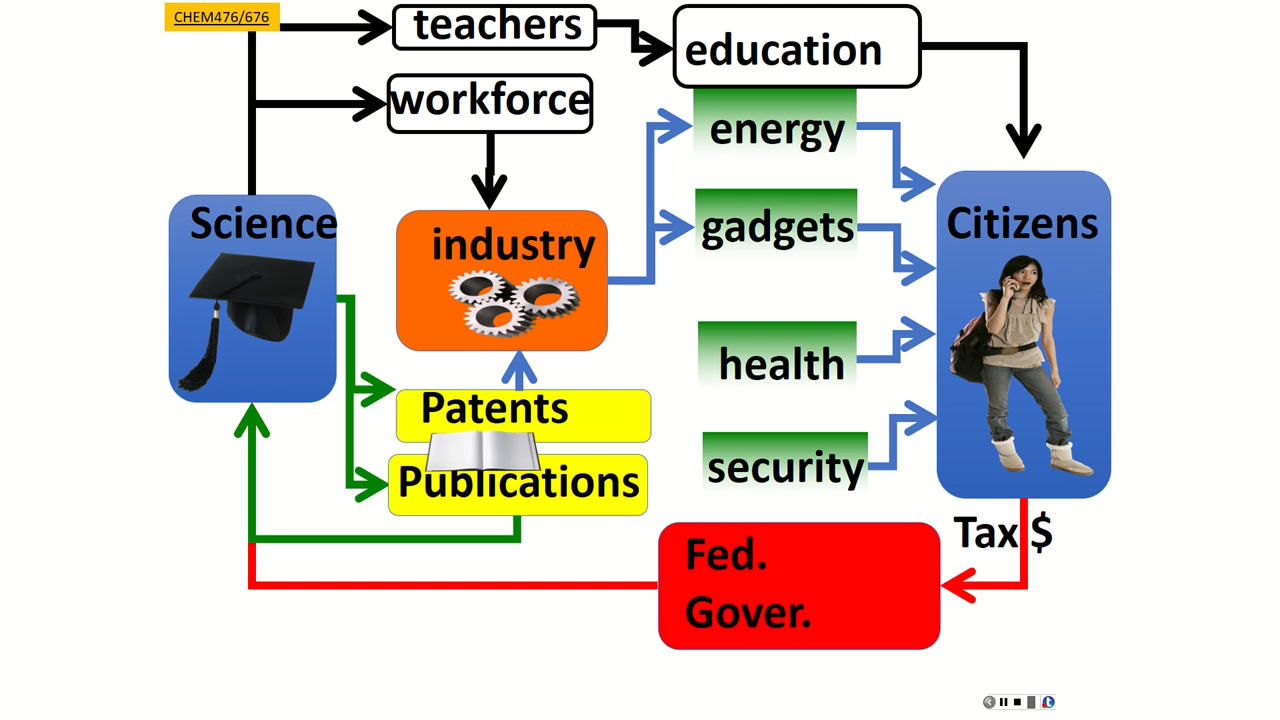 CHEM476/676
teachers
education
workforce
energy
Science
industry
gadgets
Citizens
health
Patents
security
Publications
Tax $
Fed.
Gover.